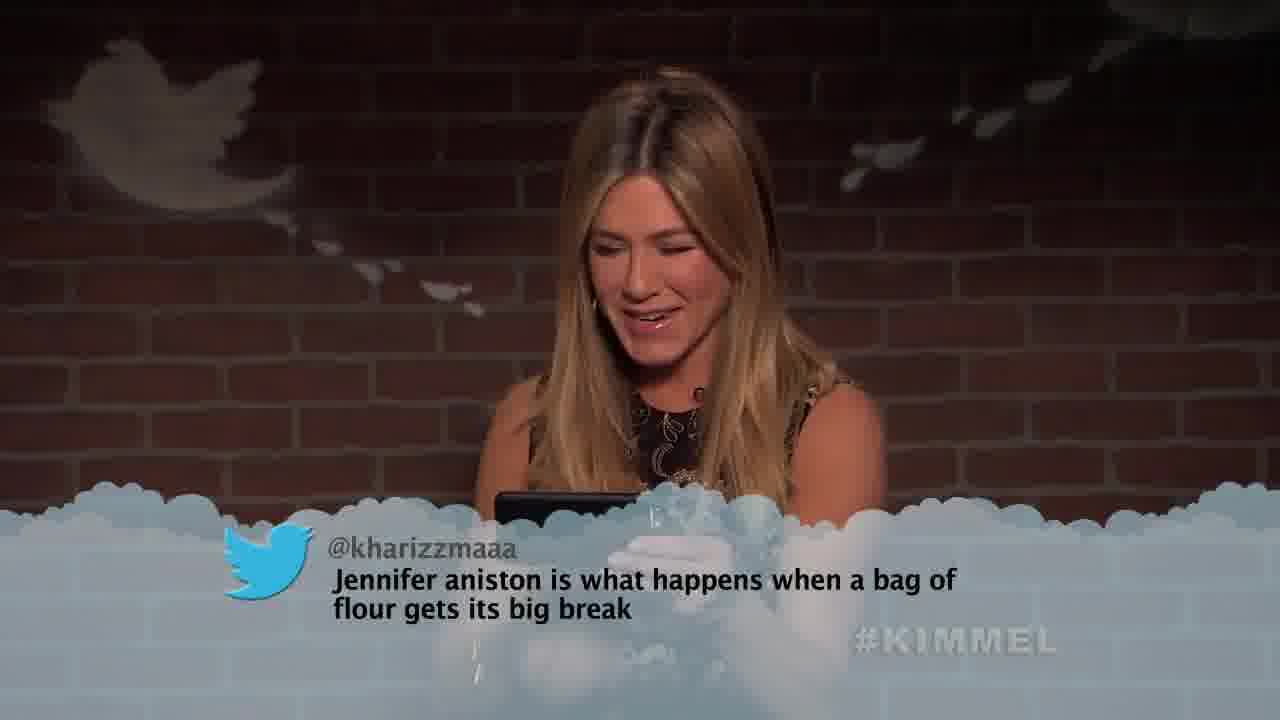 @kharizzmaaa
Jennifer aniston is what happens when a bag of
flour gets its big break
#KIMMEL